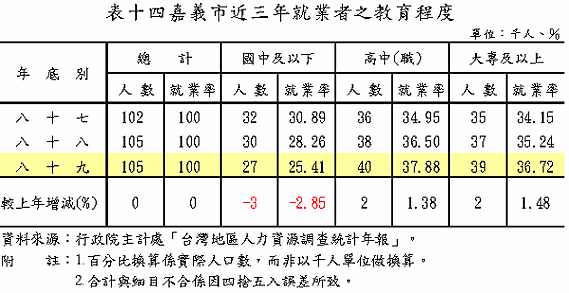 表十四嘉義市近三年就業者之教育程度
單位：千人、%
年底別 總計 國中及以下 高中(職) 大專及以上
人數 就業率 人數 就業率 人數 就業率 人數 就業率
八十七 102 100 32 30.89 36 34.95 35 34.15
八十八 105 100 30 28.26 38 36.50 37 35.24
八十九 105 100 27 25.41 40 37.88 39 36.72
較上年增減(%) 0 0 -3 -2.85 2 1.38 2 1.48
資料來源：行政院主計處「台灣地區人力資源調查統計年報」。
附註：1.百分比換算係實際人口數，而非以千人單位做換算。
2.合計與細目不合係因四捨五入誤差所致。